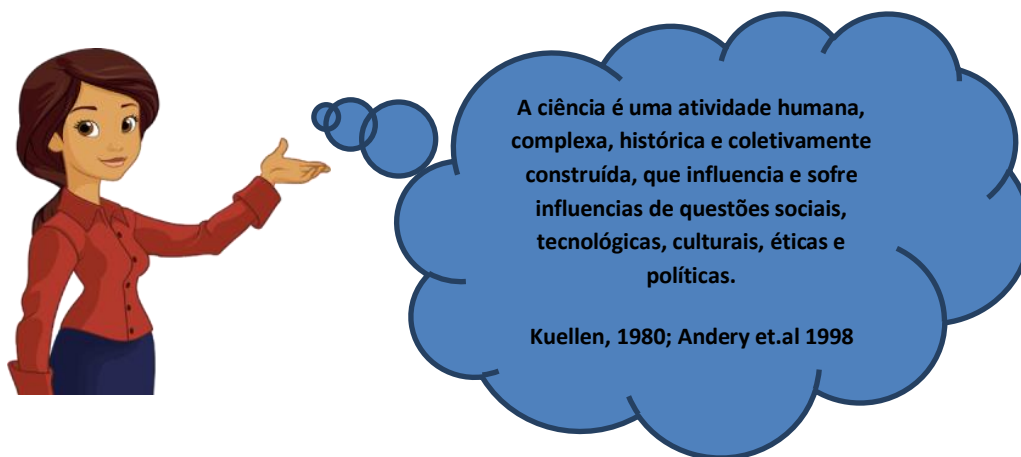 A ciência é uma atividade humana,
complexa, histórica e coletivamente
construída, que influencia e sofre
influencias de questões sociais,
tecnológicas, culturais, éticas e
políticas.
Kuellen, 1980; Andery et.al 1998